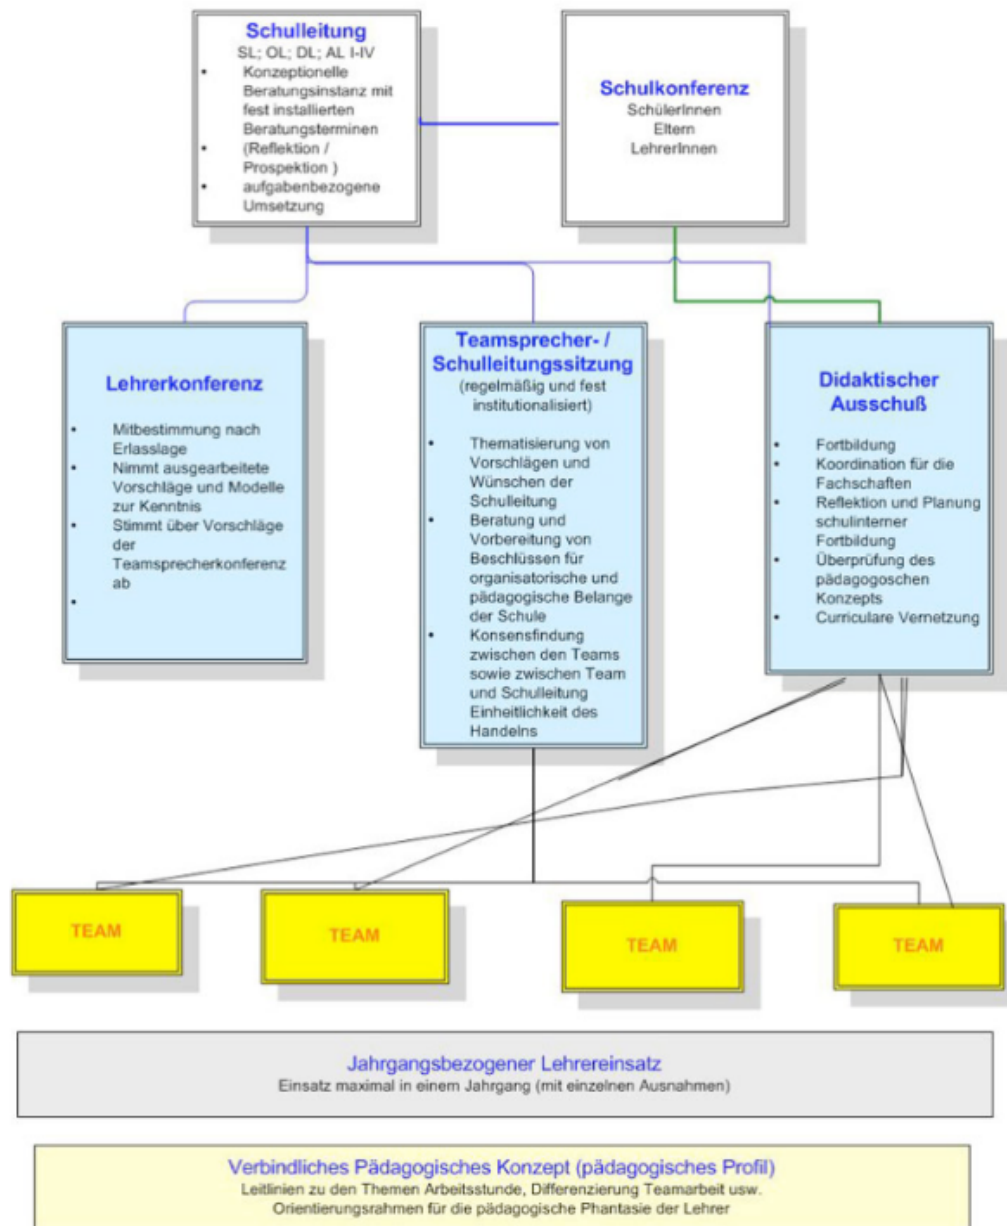 Schulleitung
SL; OL; DL; AL I-IV
• Konzeptionelle
Beratungsinstanz mit
fest installierten
Beratungsterminen
• (Reflektion /
Prospektion )
• aufgabenbezogene
Umsetzung
Schulkonferenz
SchülerInnen
Eltern
LehrerInnen
Lehrerkonferenz
• Mitbestimmung nach
Erlasslage
• Nimmt ausgearbeitete
Vorschläge und Modelle
zur Kenntnis
• Stimmt über Vorschläge
der
Teamsprecherkonferenz
ab
•
Teamsprecher- /
Schulleitungssitzung
(regelmäßig und fest
institutionalisiert)
• Thematisierung von
Vorschlägen und
Wünschen der
Schulleitung
• Beratung und
Vorbereitung von
Beschlüssen für
organisatorische und
pädagogische Belange
der Schule
• Konsensfindung
zwischen den Teams
sowie zwischen Team
und Schulleitung
Einheitlichkeit des
Handelns
Didaktischer
Ausschuß
• Fortbildung
• Koordination für die
Fachschaften
• Reflektion und Planung
schulinterner
Fortbildung
• Überprüfung des
pädagogoschen
Konzepts
• Curriculare Vernetzung
TEAM
TEAM
TEAM
TEAM
Jahrgangsbezogener Lehrereinsatz
Einsatz maximal in einem Jahrgang (mit einzelnen Ausnahmen)
Verbindliches Pädagogisches Konzept (pädagogisches Profil)
Leitlinien zu den Themen Arbeitsstunde, Differenzierung Teamarbeit usw.
Orientierungsrahmen für die pädagogische Phantasie der Lehrer